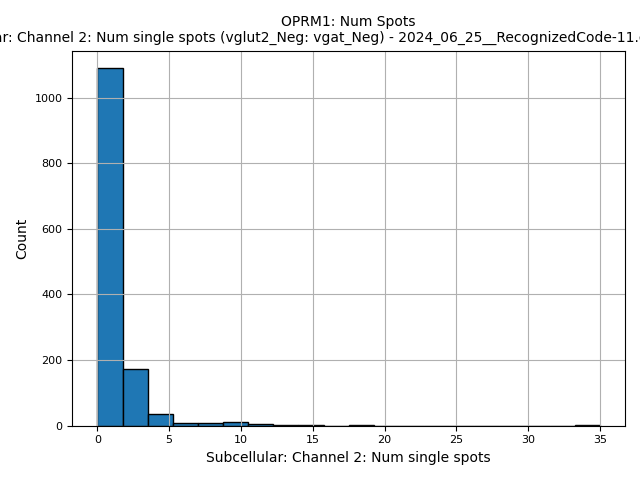 OPRM1: Num Spots
Channel 2: Num single spots (vglut2_Neg: vgat_Neg) - 2024_06_25__RecognizedCode-11.
1000
800
600
400
200
0
Count
0 5 10 15 20 25 30 35
Subcellular: Channel 2: Num single spots